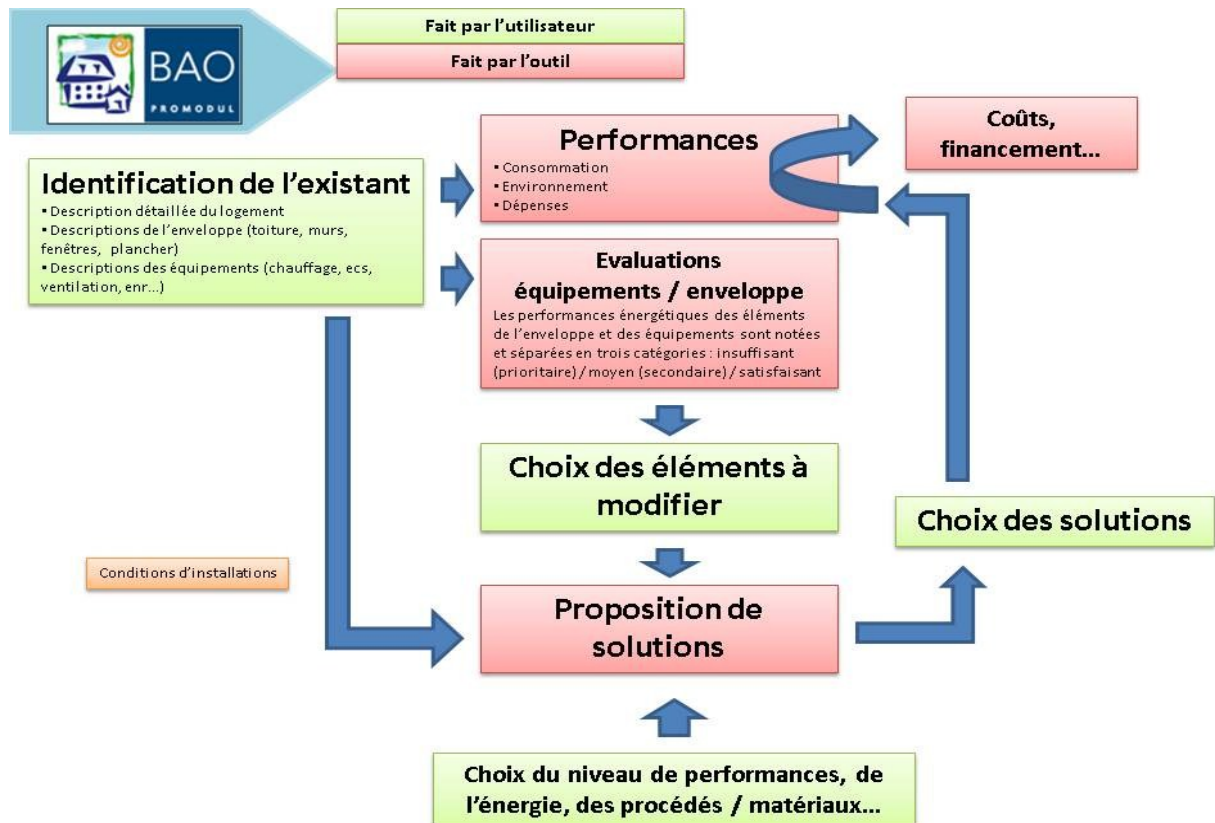 BAO
PROMODUL
Fait par l'utilisateur
Fait par l'outil
Identification de l'existant
▪ Description détaillée du logement
▪ Descriptions de l'enveloppe (toiture, murs,
fenêtres, plancher)
▪ Descriptions des équipements (chauffage, ecs,
ventilation, enr...)
Performances
▪ Consommation
▪ Environnement
▪ Dépenses
Coûts,
financement...
Evaluations
équipements / enveloppe
Les performances énergétiques des éléments
de l'enveloppe et des équipements sont notées
et séparées en trois catégories : insuffisant
(prioritaire) / moyen (secondaire) / satisfaisant
Choix des éléments à
modifier
Choix des solutions
Conditions d'installations
Proposition de
solutions
Choix du niveau de performances, de
l'énergie, des procédés / matériaux...